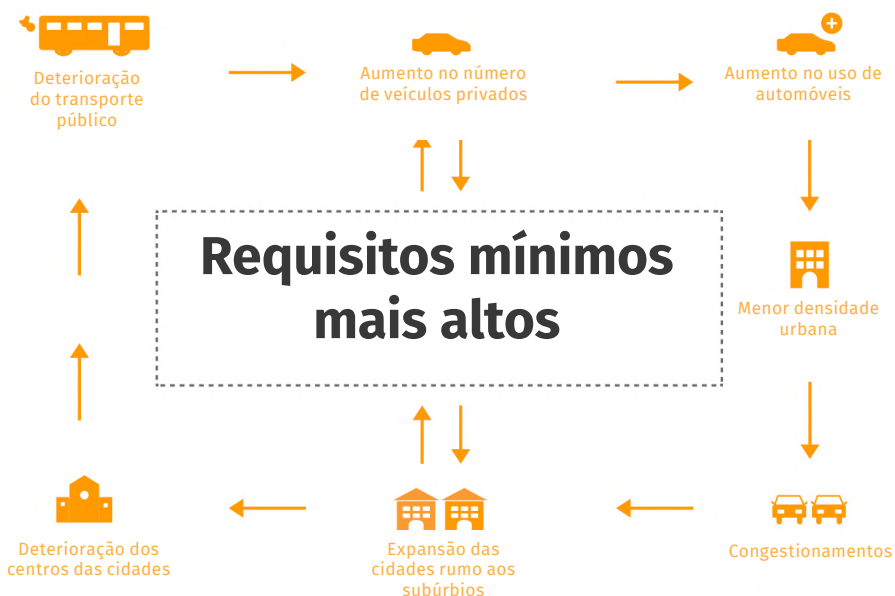 Deterioração
do transporte
público
Aumento no número
de veículos privados
Aumento no uso de
automóveis
Requisitos mínimos
mais altos
Menor densidade
urbana
Deterioração dos
centros das cidades
Expansão das
cidades rumo aos
subúrbios
Congestionamentos